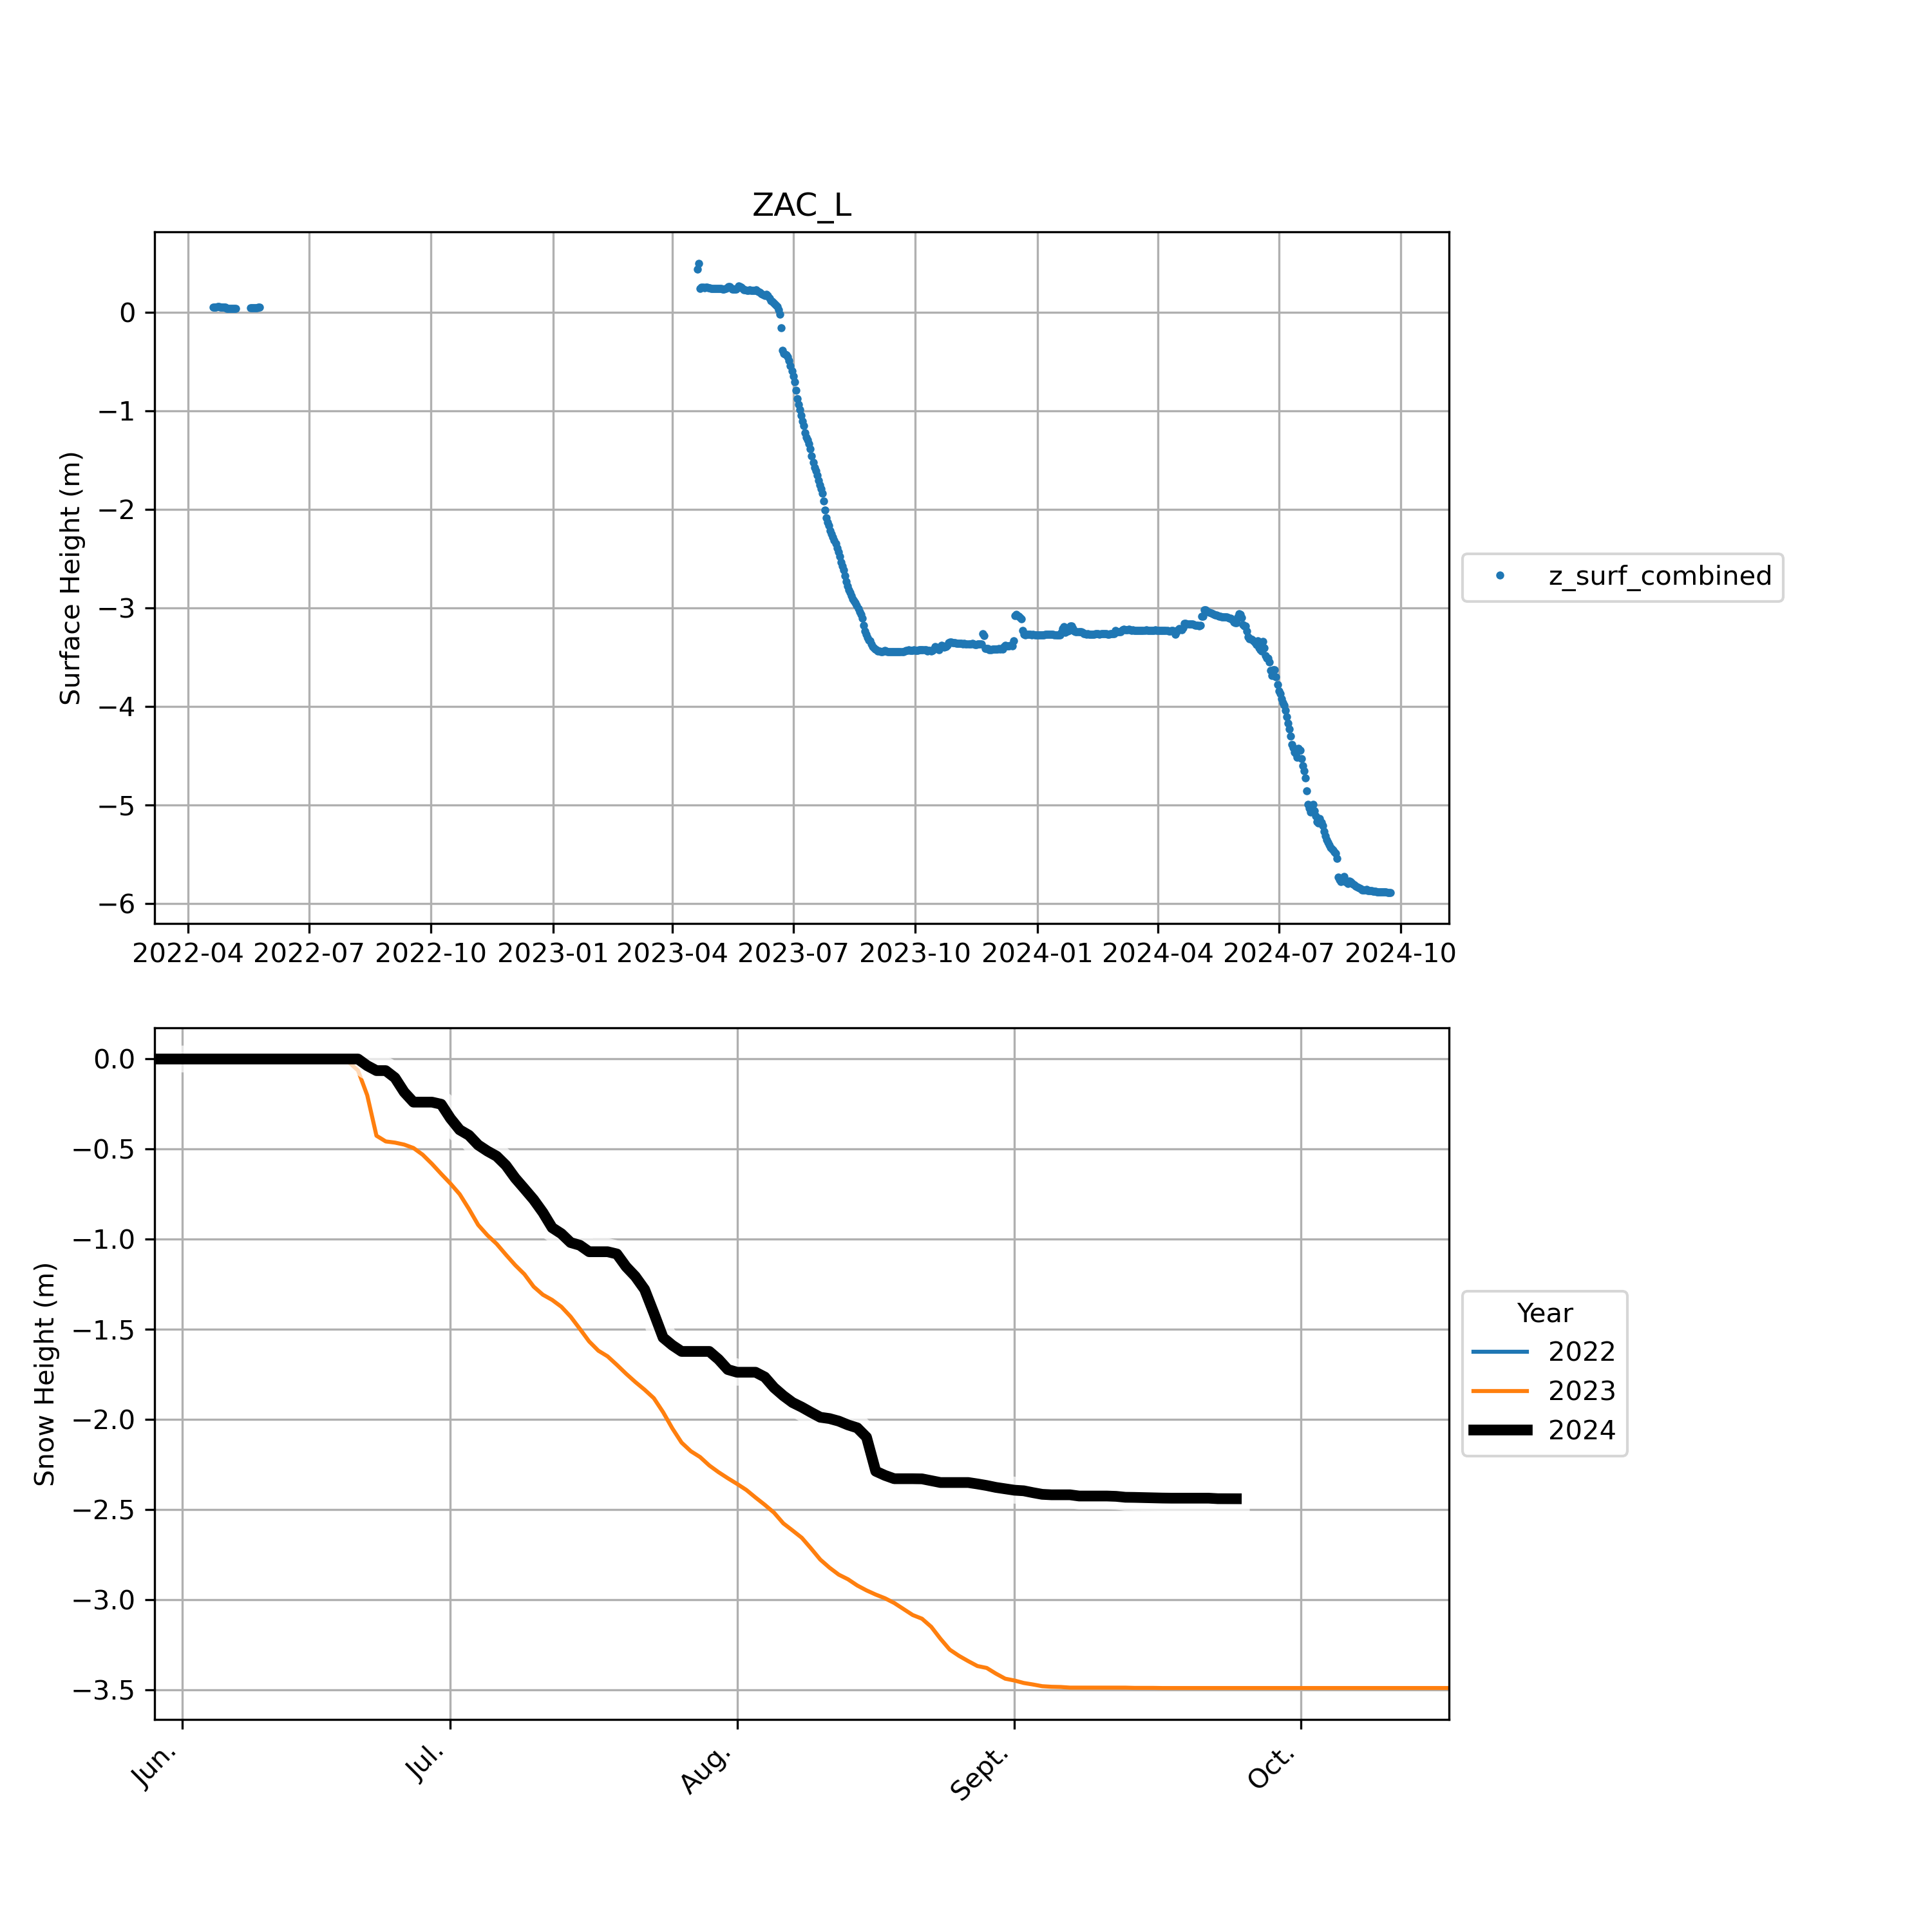 ZAC_L
Surface Height (m)
0
−1
−2
−3
−4
−5
−6
2022-04 2022-07 2022-10 2023-01 2023-04 2023-07 2023-10 2024-01 2024-04 2024-07 2024-10
z_surf_combined
Snow Height (m)
0.0
−0.5
−1.0
−1.5
−2.0
−2.5
−3.0
−3.5
Jun. Jul. Aug. Sept. Oct.
Year
2022
2023
2024